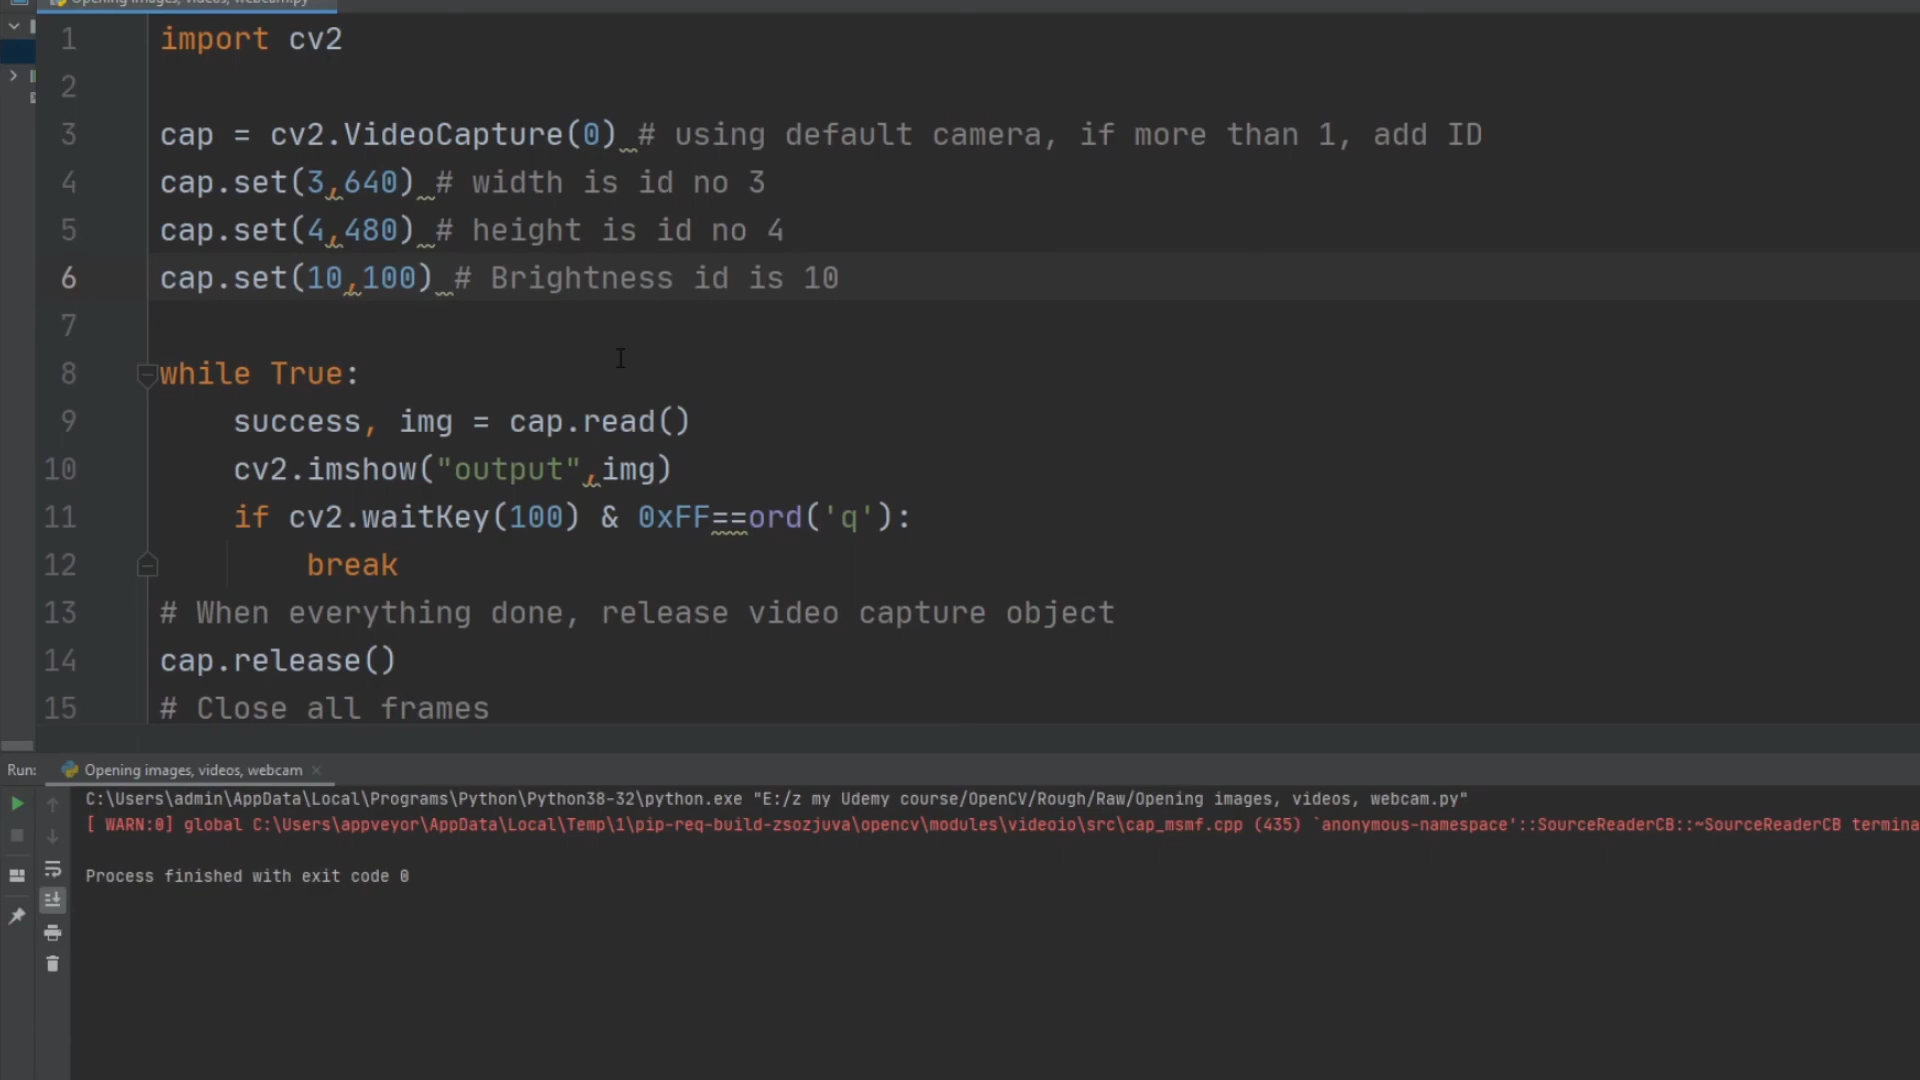 Opening images, videos, webcam.py
1 import cv2
2
3 cap = cv2.VideoCapture(0) # using default camera, if more than 1, add ID
4 cap.set(3,640) # width is id no 3
5 cap.set(4,480) # height is id no 4
6 cap.set(10,100) # Brightness id is 10
7
8 while True:
9 success, img = cap.read()
10 cv2.imshow("output",img)
11 if cv2.waitKey(100) & 0xFF==ord('q'):
12 break
13 # When everything done, release video capture object
14 cap.release()
15 # Close all frames
Run: Opening images, videos, webcam
C:\Users\admin\AppData\Local\Programs\Python\Python38-32\python.exe "E:/z my Udemy course/OpenCV/Rough/Raw/Opening images, videos, webcam.py"
[ WARN:0] global C:\Users\appveyor\AppData\Local\Temp\1\pip-req-build-zsozjuva\opencv\modules\videoio\src\cap_msmf.cpp (435) `anonymous-namespace'::SourceReaderCB::~SourceReaderCB termina
Process finished with exit code 0